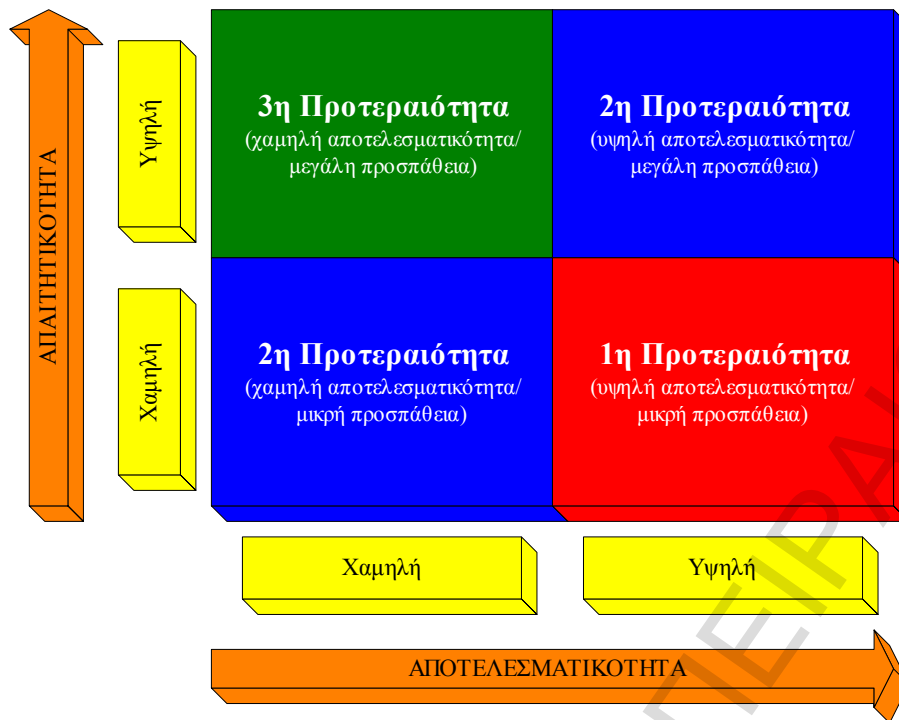 ΑΠΑΙΤΗΤΙΚΟΤΗΤΑ
Υψηλή
3η Προτεραιότητα
(χαμηλή αποτελεσματικότητα/
μεγάλη προσπάθεια)
2η Προτεραιότητα
(υψηλή αποτελεσματικότητα/
μεγάλη προσπάθεια)
Χαμηλή
2η Προτεραιότητα
(χαμηλή αποτελεσματικότητα/
μικρή προσπάθεια)
1η Προτεραιότητα
(υψηλή αποτελεσματικότητα/
μικρή προσπάθεια)
Χαμηλή
Υψηλή
ΑΠΟΤΕΛΕΣΜΑΤΙΚΟΤΗΤΑ